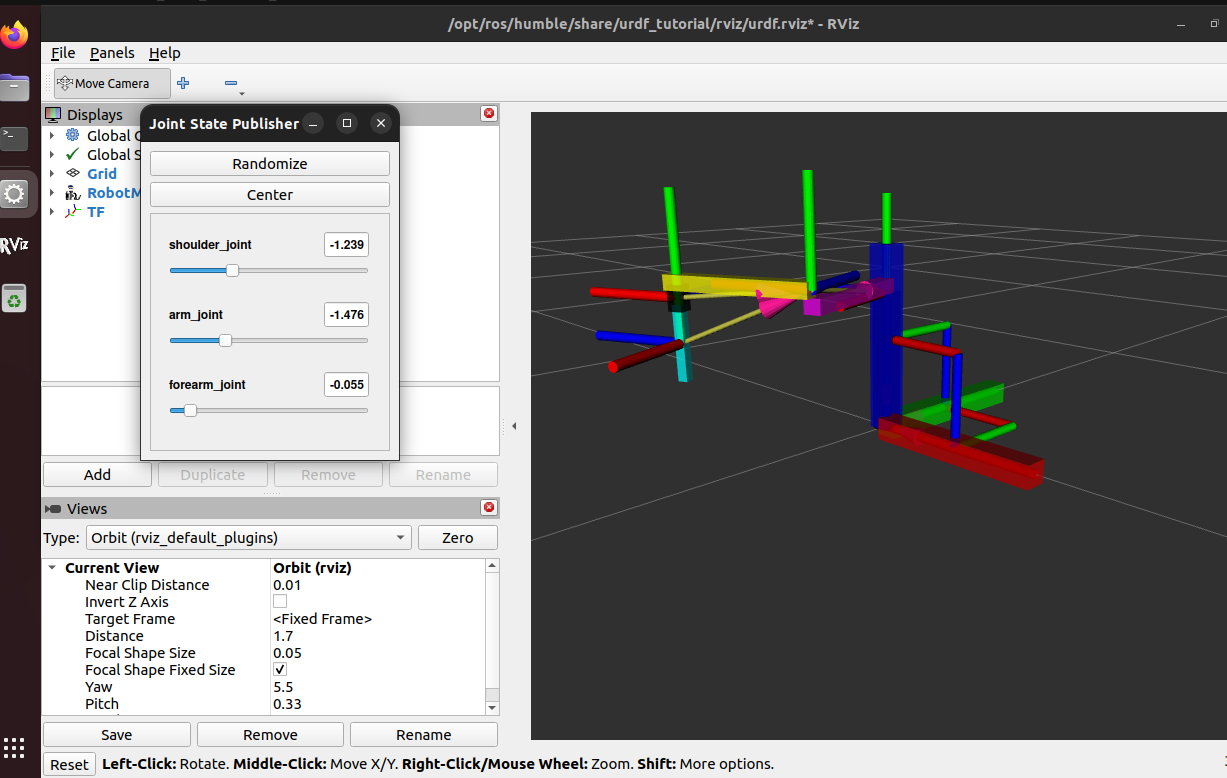 /opt/ros/humble/share/urdf_tutorial/rviz/urdf.rviz* - RViz
File Panels Help
Move Camera
Displays
Joint State Publisher
Global
Global S
Grid
RobotM
TF
Randomize
Center
shoulder_joint -1.239
arm_joint -1.476
forearm_joint -0.055
RViz
Add Duplicate Remove Rename
Views
Type: Orbit (rviz_default_plugins) Zero
Current View Orbit (rviz)
Near Clip Distance 0.01
Invert Z Axis
Target Frame <Fixed Frame>
Distance 1.7
Focal Shape Size 0.05
Focal Shape Fixed Size
Yaw 5.5
Pitch 0.33
Save Remove Rename
Reset Left-Click: Rotate. Middle-Click: Move X/Y. Right-Click/Mouse Wheel: Zoom. Shift: More options.